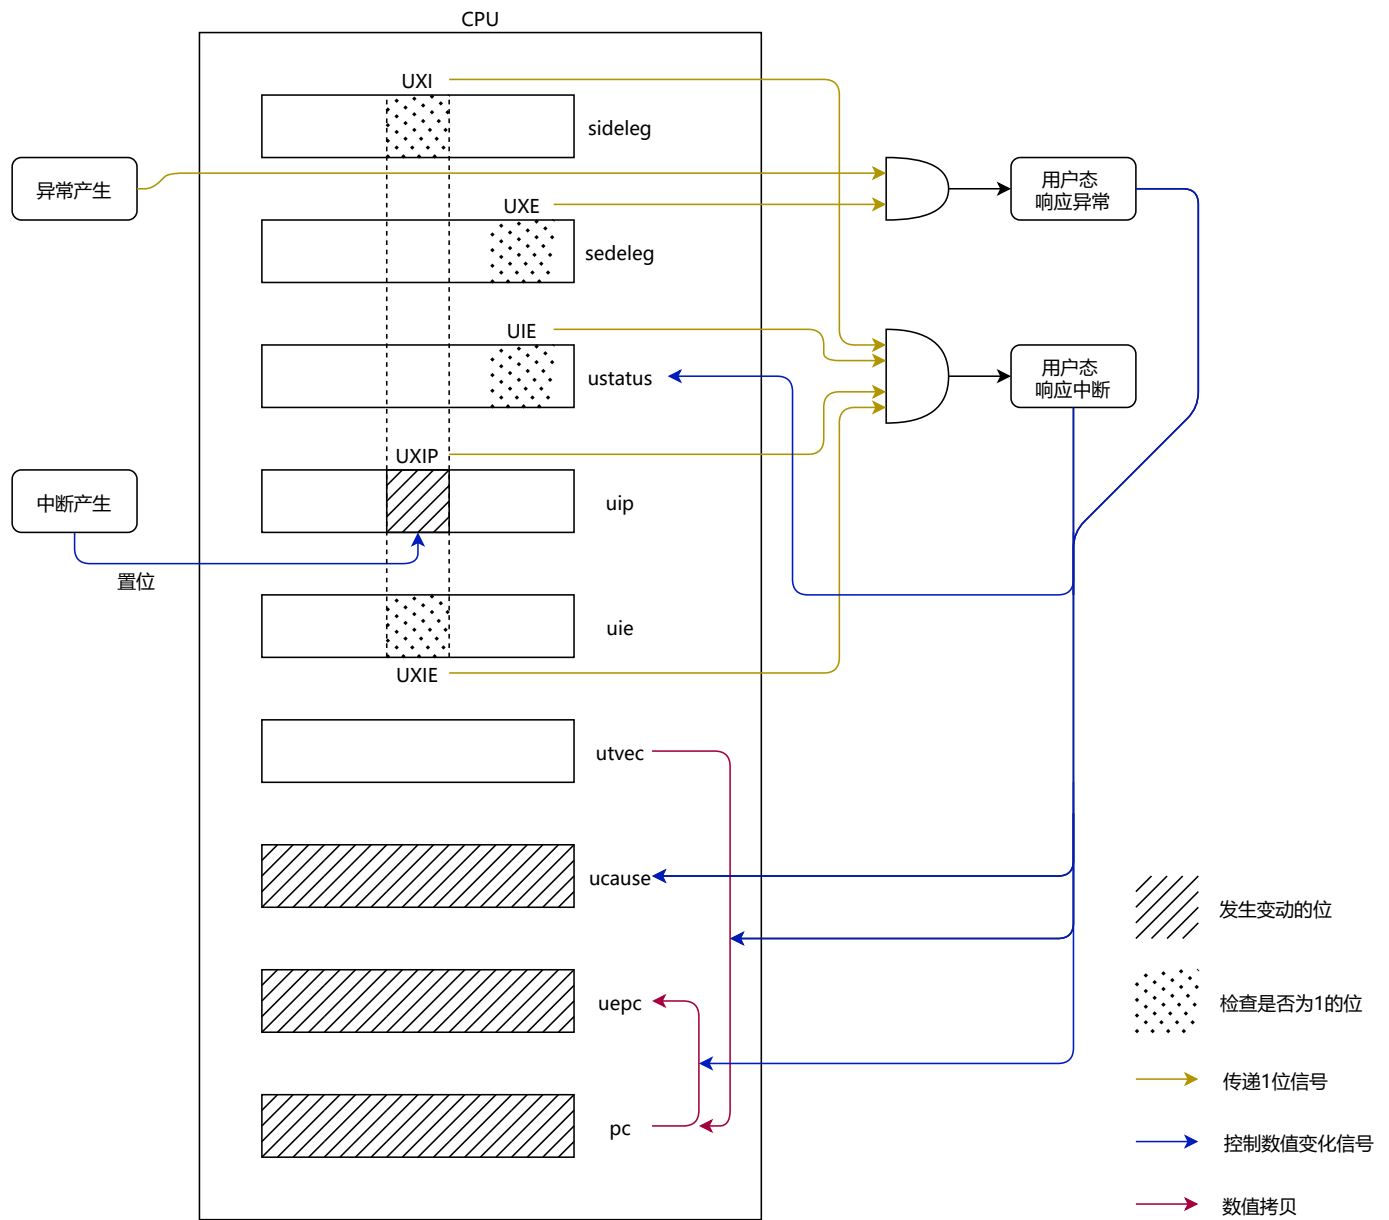 CPU
UXI
sideleg
异常产生
UXE
sedeleg
用户态
响应异常
UIE
ustatus
用户态
响应中断
UXIP
uip
中断产生
置位
uie
UXIE
utvec
ucause
uepc
pc
发生变动的位
检查是否为1的位
传递1位信号
控制数值变化信号
数值拷贝